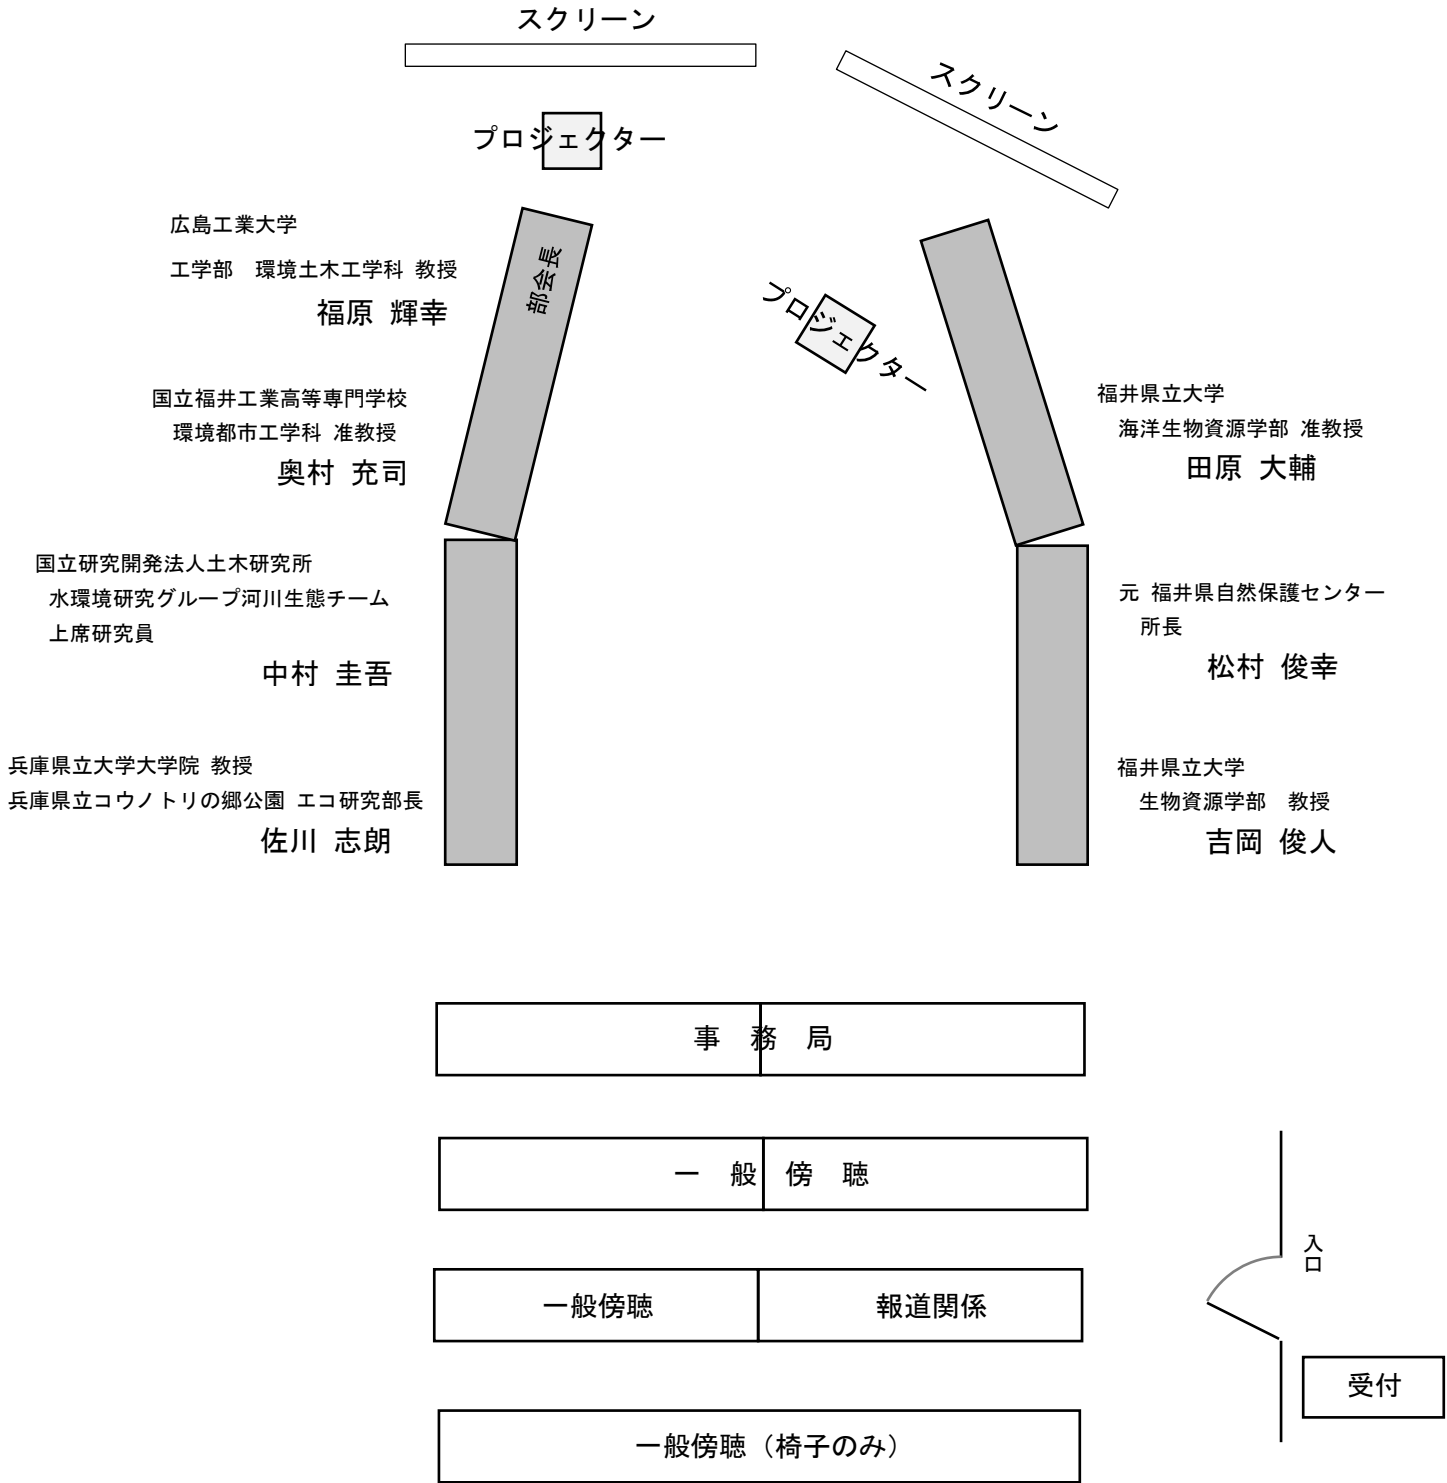 スクリーン
スクリーン
プロジェクター
プロジェクター
部会長
広島工業大学
工学部　環境土木工学科 教授
福原 輝幸
国立福井工業高等専門学校
環境都市工学科 准教授
奥村 充司
国立研究開発法人土木研究所
水環境研究グループ河川生態チーム
上席研究員
中村 圭吾
兵庫県立大学大学院 教授
兵庫県立コウノトリの郷公園 エコ研究部長
佐川 志朗
福井県立大学
海洋生物資源学部 准教授
田原 大輔
元 福井県自然保護センター
所長
松村 俊幸
福井県立大学
生物資源学部　教授
吉岡 俊人
事　務　局
一　般　傍　聴
一般傍聴
報道関係
一般傍聴（椅子のみ）
入口
受付